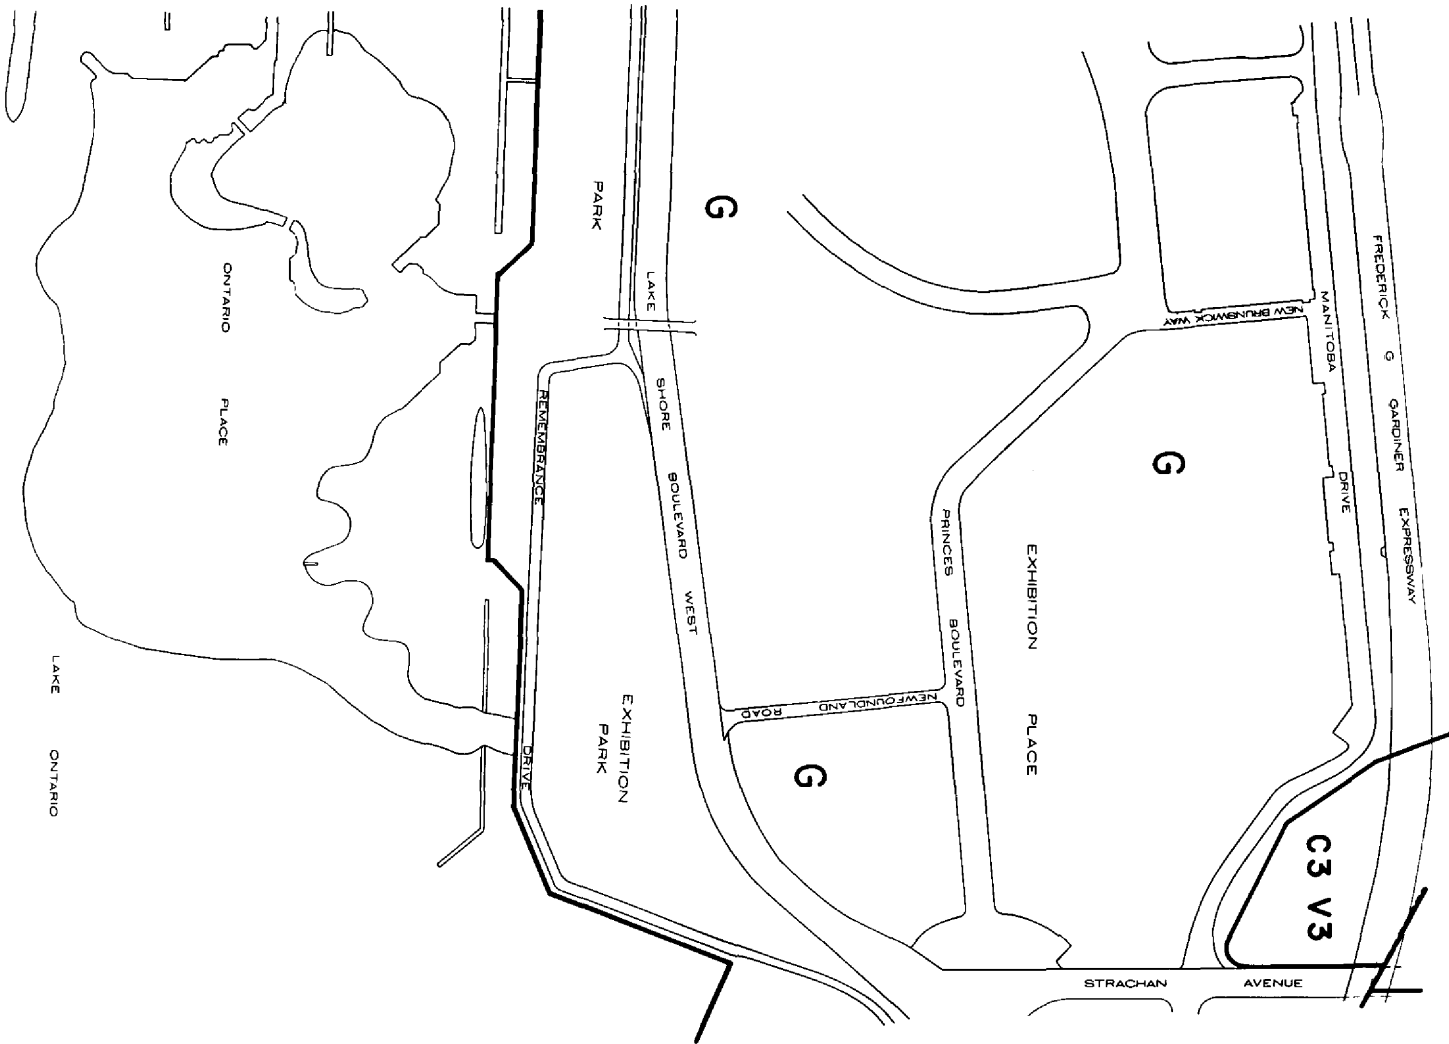 FREDERICK G GARDINER EXPRESSWAY
MANITOBA DRIVE
NEW BRUNSWICK WAY
G
EXHIBITION PLACE
C3 V3
STRACHAN AVENUE
PRINCES BOULEVARD
NEWFOUNDLAND ROAD
G
G
LAKE SHORE BOULEVARD WEST
PARK
EXHIBITION
PARK
REMEMBRANCE DRIVE
ONTARIO PLACE
LAKE ONTARIO